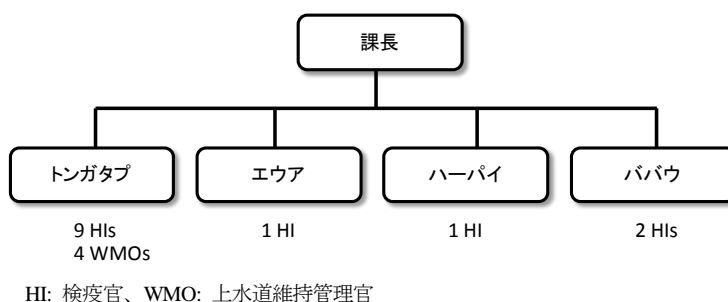 課長
トンガタプ
エウア
ハーパイ
ババウ
9 HIs
4 WMOs
1 HI
1 HI
2 HIs
HI: 検疫官、WMO: 上水道維持管理官